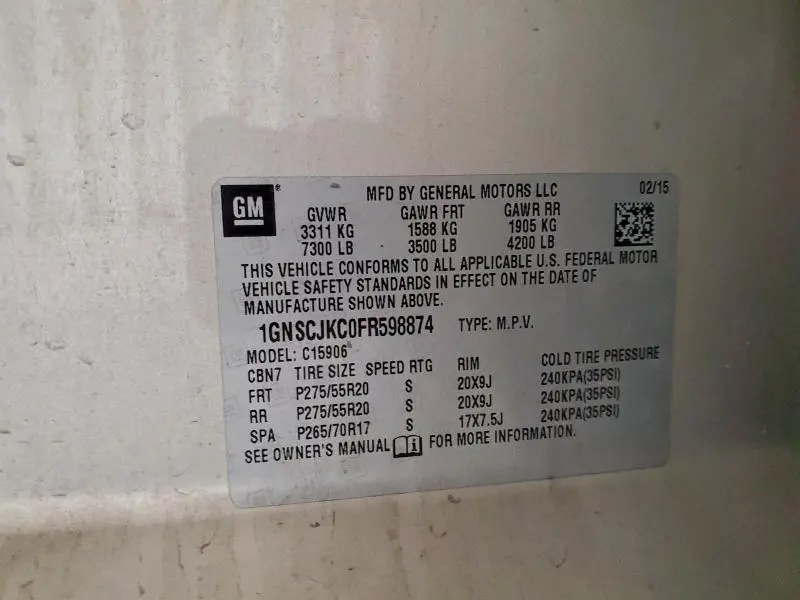 GM® MFD BY GENERAL MOTORS LLC 02/15
GVWR GAWR FRT GAWR RR
3311 KG 1588 KG 1905 KG
7300 LB 3500 LB 4200 LB
THIS VEHICLE CONFORMS TO ALL APPLICABLE U.S. FEDERAL MOTOR
VEHICLE SAFETY STANDARDS IN EFFECT ON THE DATE OF
MANUFACTURE SHOWN ABOVE.
1GNSCJKC0FR598874 TYPE: M.P.V.
MODEL: C15906
CBN7 TIRE SIZE SPEED RTG RIM COLD TIRE PRESSURE
FRT P275/55R20 S 20X9J 240KPA(35PSI)
RR P275/55R20 S 20X9J 240KPA(35PSI)
SPA P265/70R17 S 17X7.5J 240KPA(35PSI)
SEE OWNER'S MANUAL i FOR MORE INFORMATION.